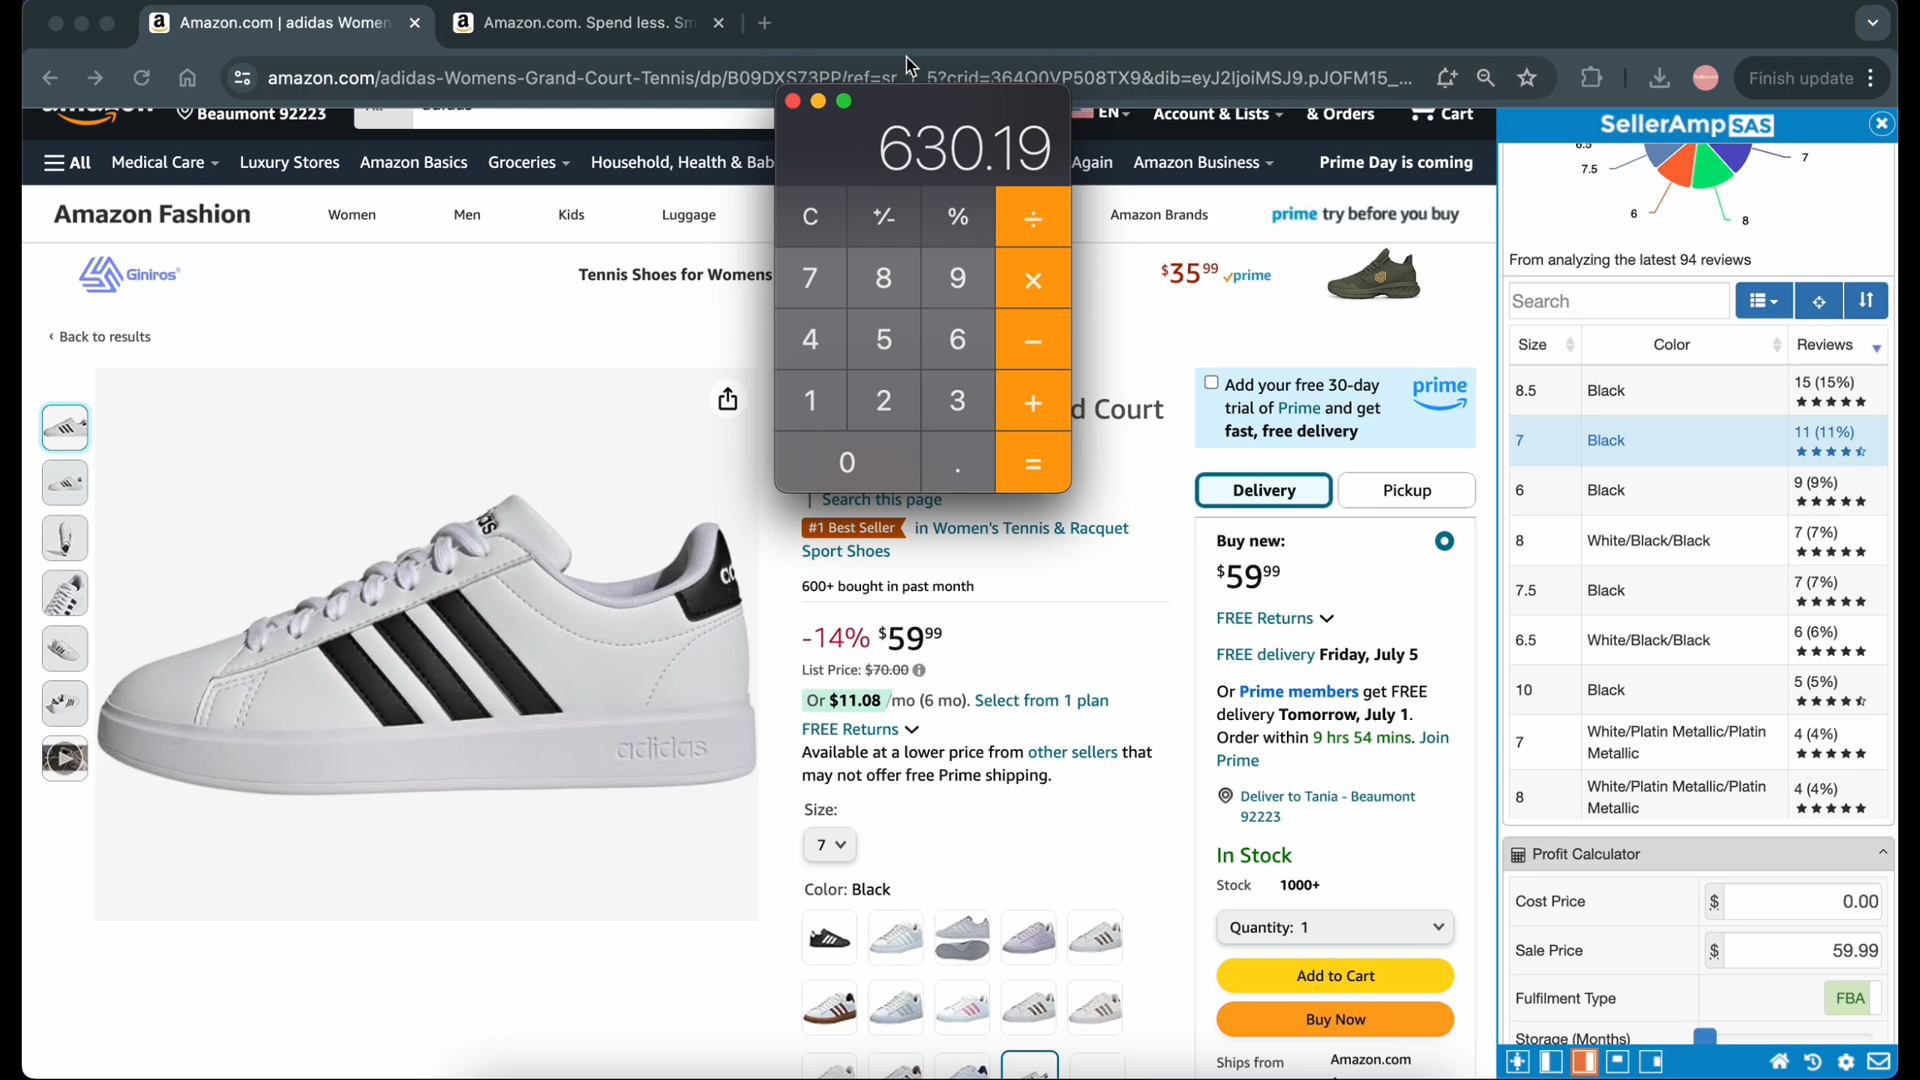 Amazon.com | adidas Women
Amazon.com. Spend less. Sm
amazon.com/adidas-Womens-Grand-Court-Tennis/dp/B09DXS73PP/ref=sr_ 5?crid=364O0VP508TX9&dib=eyJ2IjoiMSJ9.pJOFM15_...
Finish update
Beaumont 92223
EN
Account & Lists
& Orders
Cart
All
Medical Care
Luxury Stores
Amazon Basics
Groceries
Household, Health & Bab
Again
Amazon Business
Prime Day is coming
Amazon Fashion
Women
Men
Kids
Luggage
Amazon Brands
prime try before you buy
Giniros
Tennis Shoes for Womens
$35 99 prime
‹ Back to results
630.19
C +/- % ÷
7 8 9 ×
4 5 6 −
1 2 3 +
0 . =
d Court
| Search this page
#1 Best Seller in Women's Tennis & Racquet
Sport Shoes
600+ bought in past month
-14% $59 99
List Price: $70.00
Or $11.08 /mo (6 mo). Select from 1 plan
FREE Returns
Available at a lower price from other sellers that
may not offer free Prime shipping.
Size:
7
Color: Black
adidas
Add your free 30-day
trial of Prime and get
fast, free delivery
prime
Delivery
Pickup
Buy new:
$59 99
FREE Returns
FREE delivery Friday, July 5
Or Prime members get FREE
delivery Tomorrow, July 1.
Order within 9 hrs 54 mins. Join
Prime
Deliver to Tania - Beaumont
92223
In Stock
Stock 1000+
Quantity: 1
Add to Cart
Buy Now
Ships from Amazon.com
SellerAmp SAS
6.5
7
7.5
6
8
From analyzing the latest 94 reviews
Search
Size Color Reviews
8.5 Black 15 (15%)
7 Black 11 (11%)
6 Black 9 (9%)
8 White/Black/Black 7 (7%)
7.5 Black 7 (7%)
6.5 White/Black/Black 6 (6%)
10 Black 5 (5%)
7 White/Platin Metallic/Platin Metallic 4 (4%)
8 White/Platin Metallic/Platin Metallic 4 (4%)
Profit Calculator
Cost Price $ 0.00
Sale Price $ 59.99
Fulfilment Type FBA
Storage (Months)